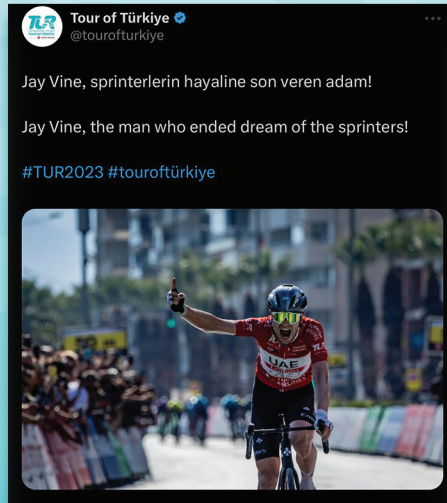 TUR
Tour of Türkiye
@tourofturkiye
Jay Vine, sprinterlerin hayaline son veren adam!
Jay Vine, the man who ended dream of the sprinters!
#TUR2023 #touroftürkiye
UAE